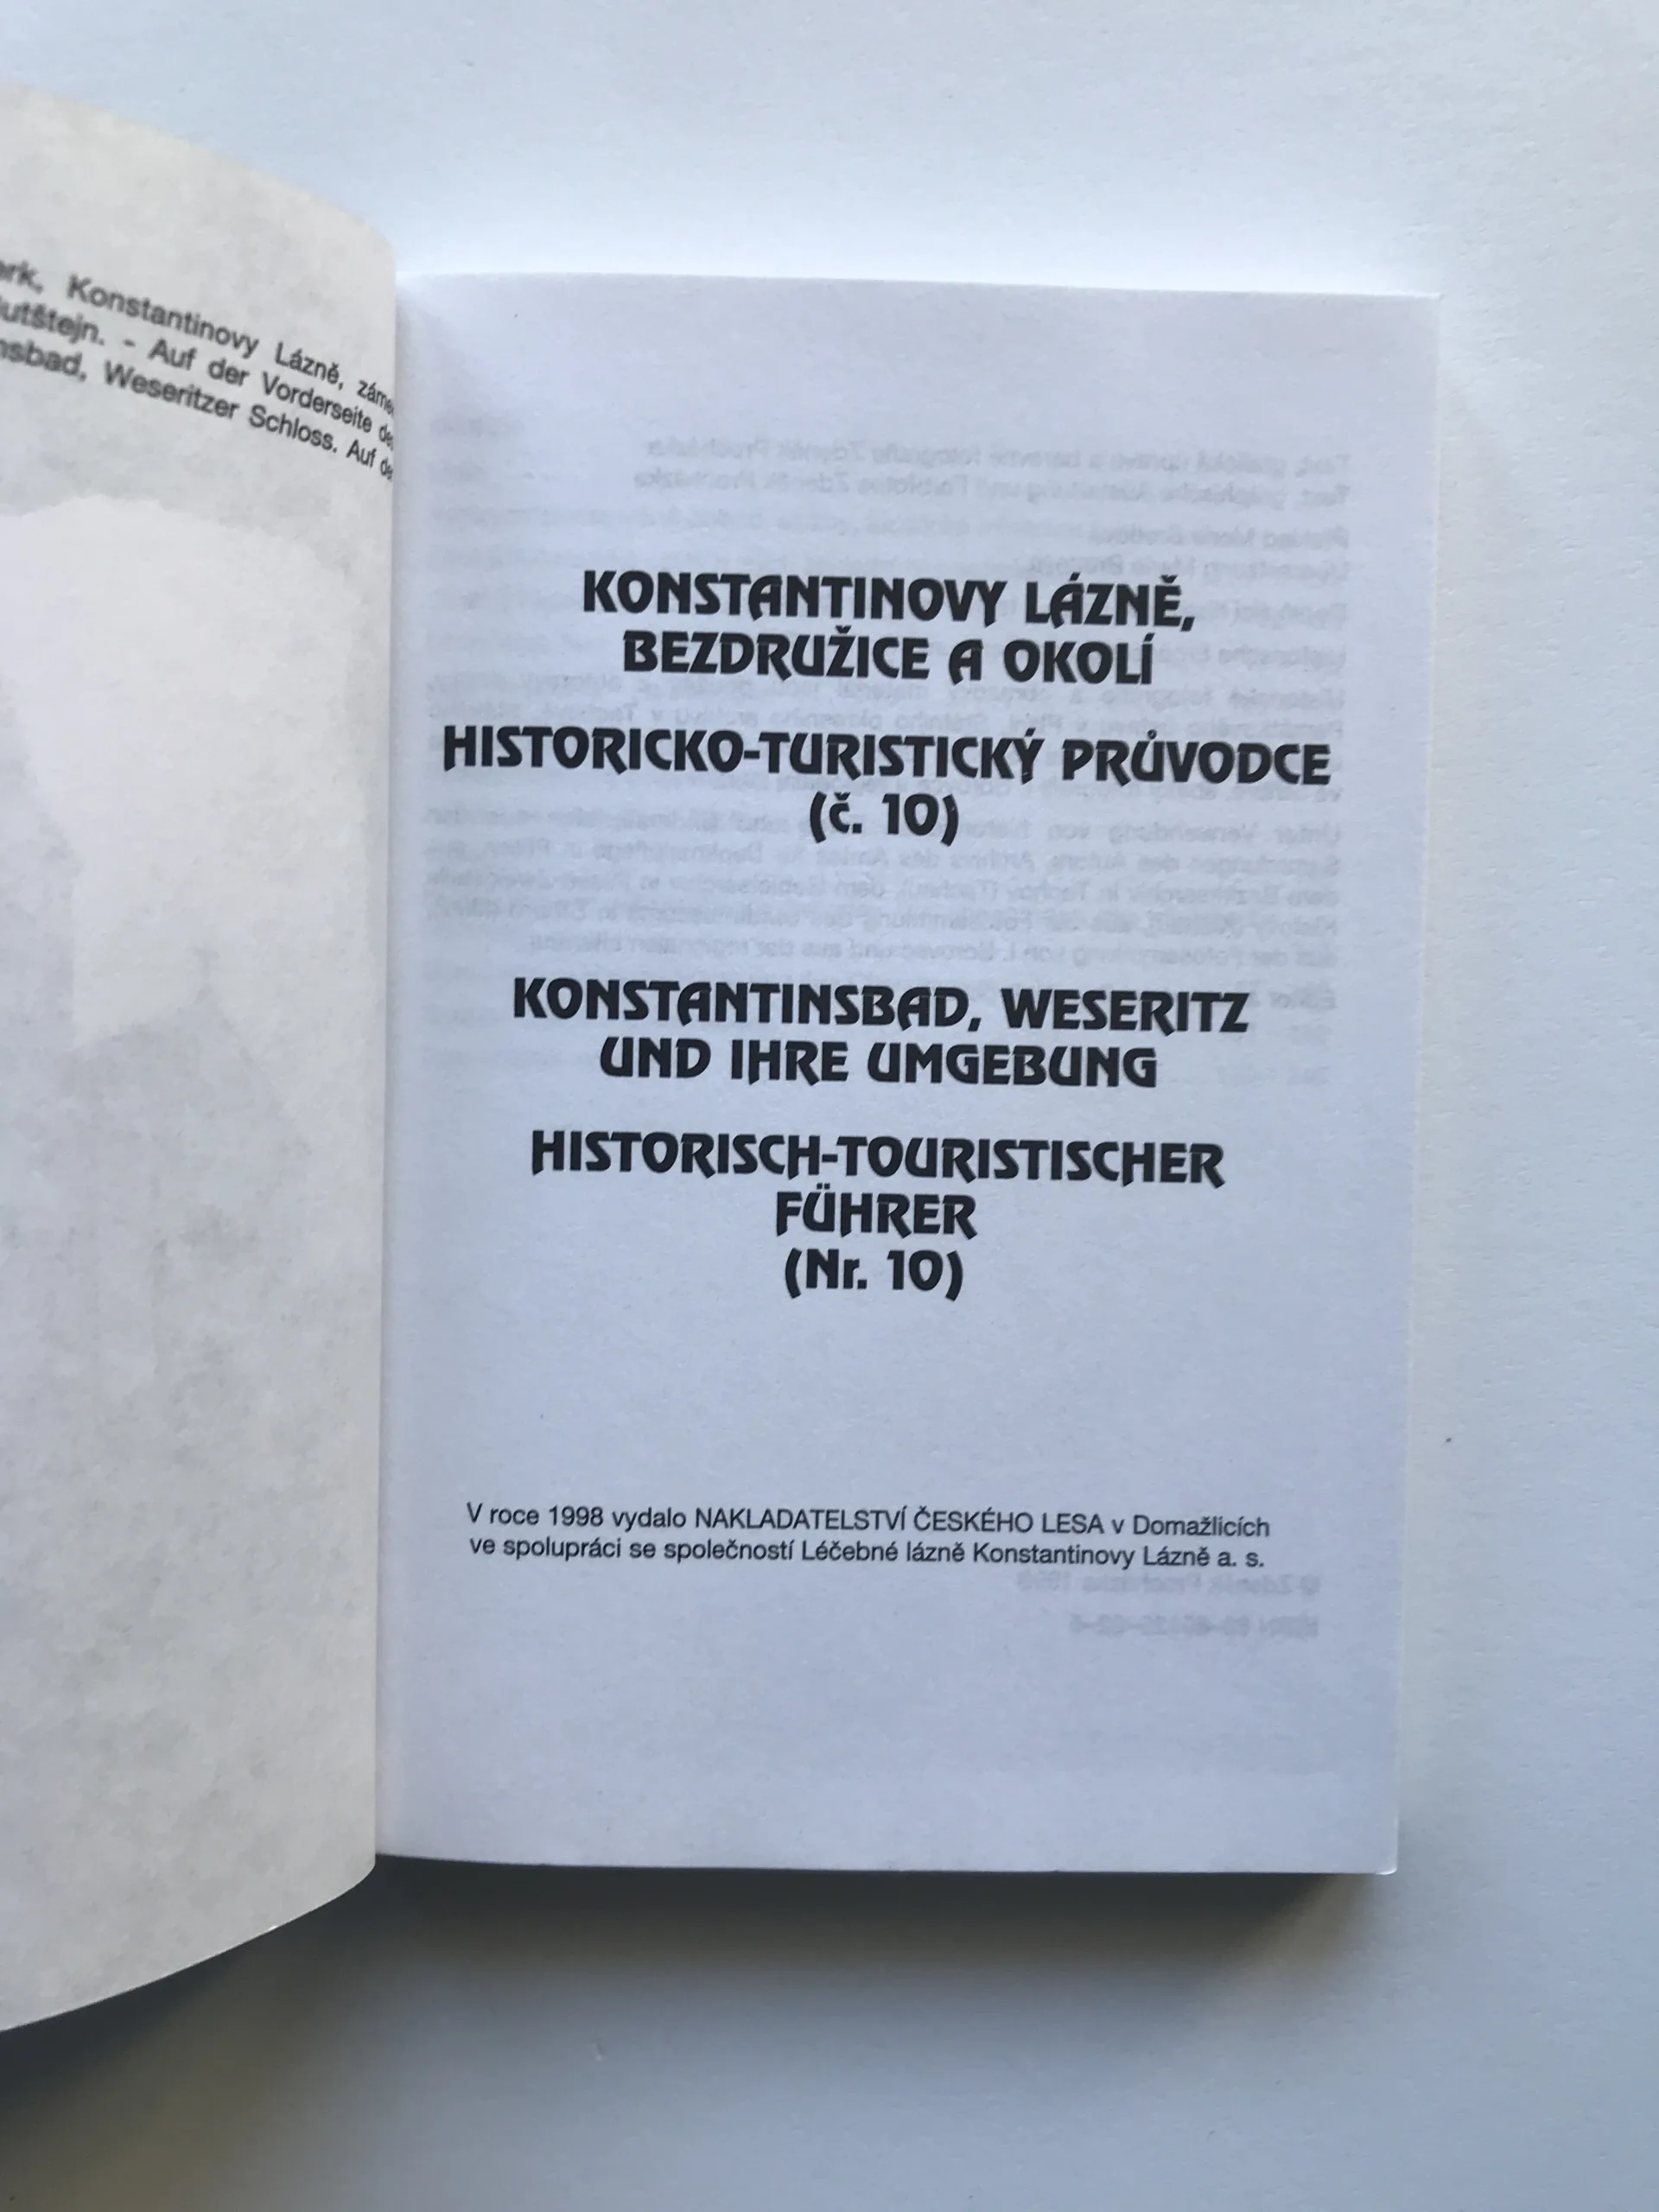 Konstantinovy Lázně,
utštejn. - Auf der Vorderseite
nsbad, Weseritzer Schloss. Auf
KONSTANTINOVY LÁZNĚ,
BEZDRUŽICE A OKOLÍ
HISTORICKO-TURISTICKÝ PRŮVODCE
(č. 10)
KONSTANTINSBAD, WESERITZ
UND IHRE UMGEBUNG
HISTORISCH-TOURISTISCHER
FÜHRER
(Nr. 10)
V roce 1998 vydalo NAKLADATELSTVÍ ČESKÉHO LESA v Domažlicích
ve spolupráci se společností Léčebné lázně Konstantinovy Lázně a. s.